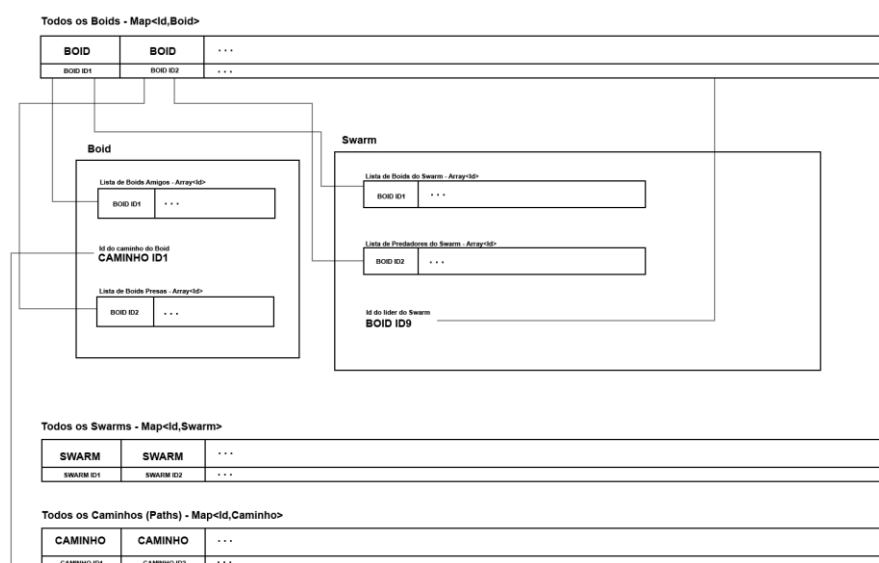 Todos os Boids - Map<Id,Boid>
BOID BOID ...
BOID ID1 BOID ID2 ...
Boid
Lista de Boids Amigos - Array<Id>
BOID ID1 ...
Id do caminho do Boid
CAMINHO ID1
Lista de Boids Presas - Array<Id>
BOID ID2 ...
Swarm
Lista de Boids do Swarm - Array<Id>
BOID ID1 ...
Lista de Predadores do Swarm - Array<Id>
BOID ID2 ...
Id do lider do Swarm
BOID ID9
Todos os Swarms - Map<Id,Swarm>
SWARM SWARM ...
SWARM ID1 SWARM ID2 ...
Todos os Caminhos (Paths) - Map<Id,Caminho>
CAMINHO CAMINHO ...
CAMINHO ID1 CAMINHO ID2 ...